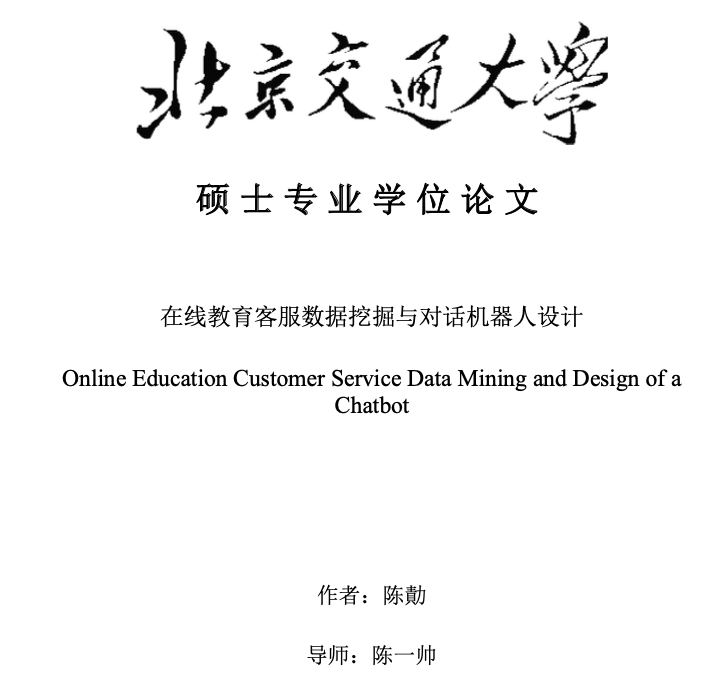 北京交通大學
硕士专业学位论文
在线教育客服数据挖掘与对话机器人设计
Online Education Customer Service Data Mining and Design of a
Chatbot
作者：陈勣
导师：陈一帅